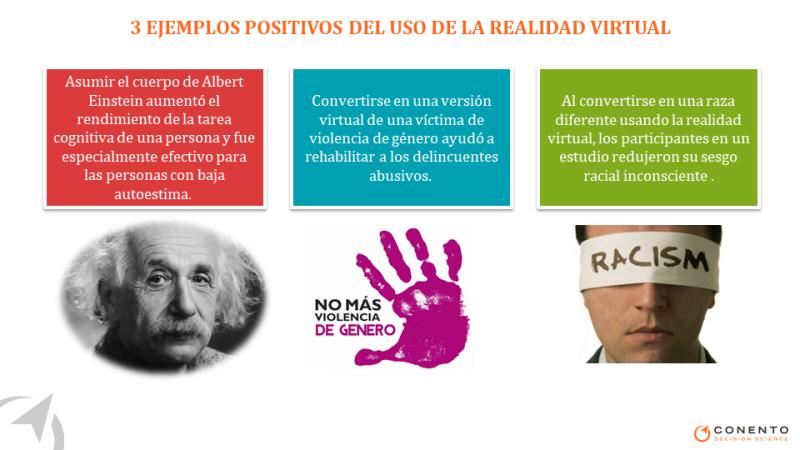 3 EJEMPLOS POSITIVOS DEL USO DE LA REALIDAD VIRTUAL
Asumir el cuerpo de Albert
Einstein aumentó el
rendimiento de la tarea
cognitiva de una persona y fue
especialmente efectivo para
las personas con baja
autoestima.
Convertirse en una versión
virtual de una víctima de
violencia de género ayudó a
rehabilitar a los delincuentes
abusivos.
Al convertirse en una raza
diferente usando la realidad
virtual, los participantes en un
estudio redujeron su sesgo
racial inconsciente .
NO MÁS
VIOLENCIA
DE GENERO
RACISM
CONENTO
DECISION SCIENCE